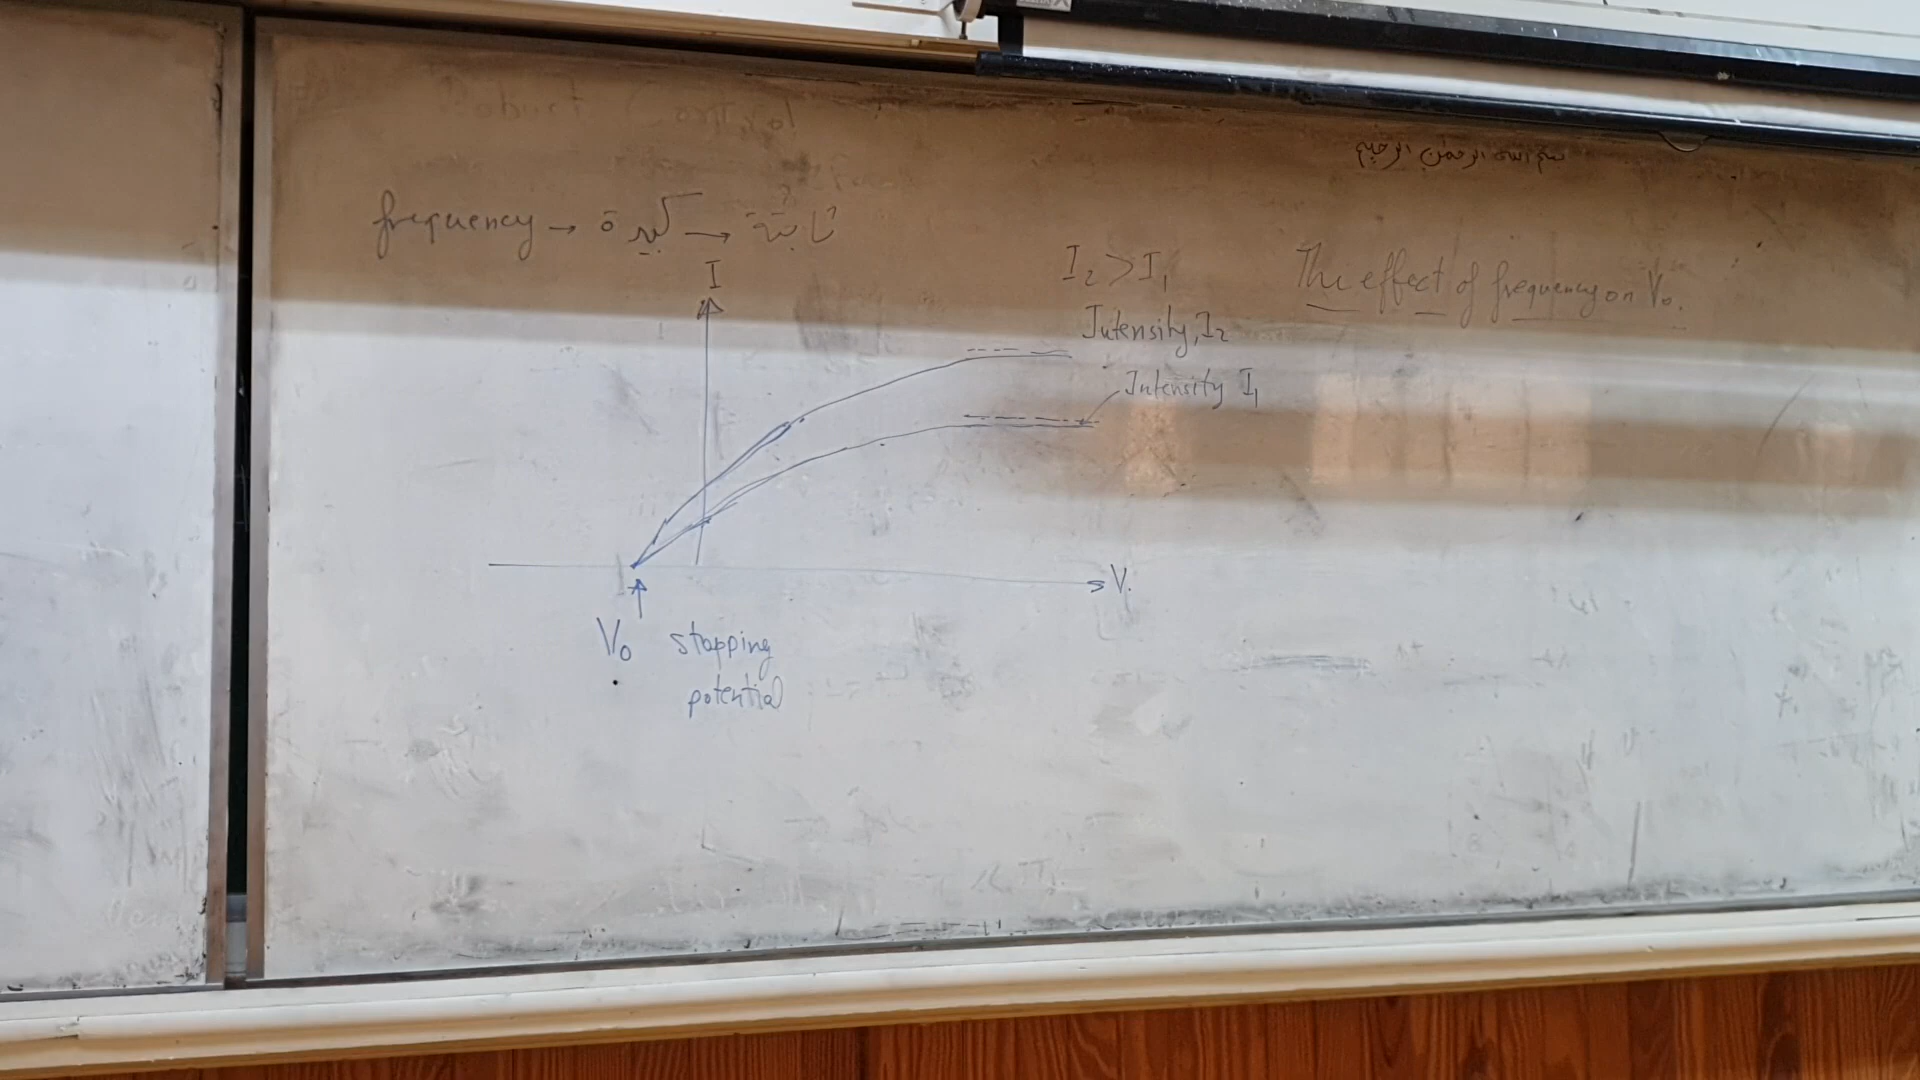 بسم الله الرحمن الرحيم
frequency → كبيرة → ثابتة
I
I₂ > I₁
Intensity, I₂
Intensity I₁
V
V₀ stopping
potential
The effect of frequency on V₀.